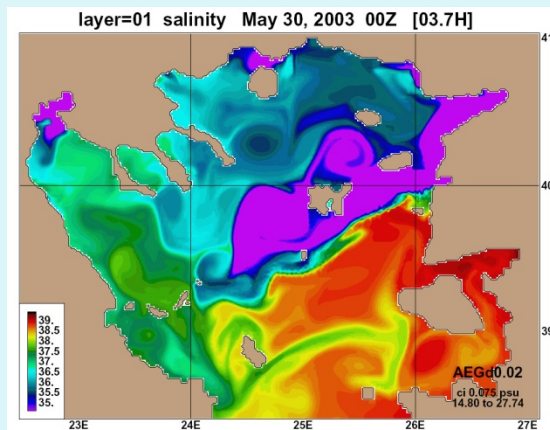 layer=01 salinity May 30, 2003 00Z [03.7H]
41
40
39
39.
38.5
38.
37.5
37.
36.5
36.
35.5
35.
AEGd0.02
ci 0.075 psu
14.80 to 27.74
23E
24E
25E
26E
27E